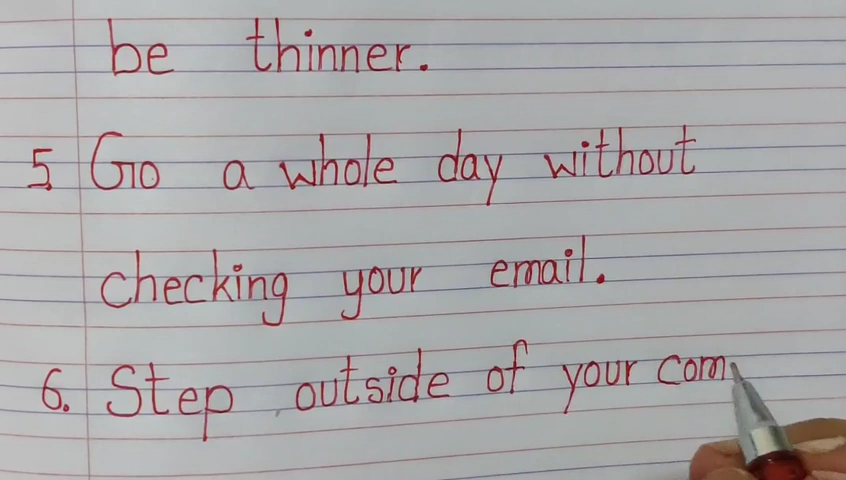 be thinner.
5. Go a whole day without
checking your email.
6. Step outside of your com